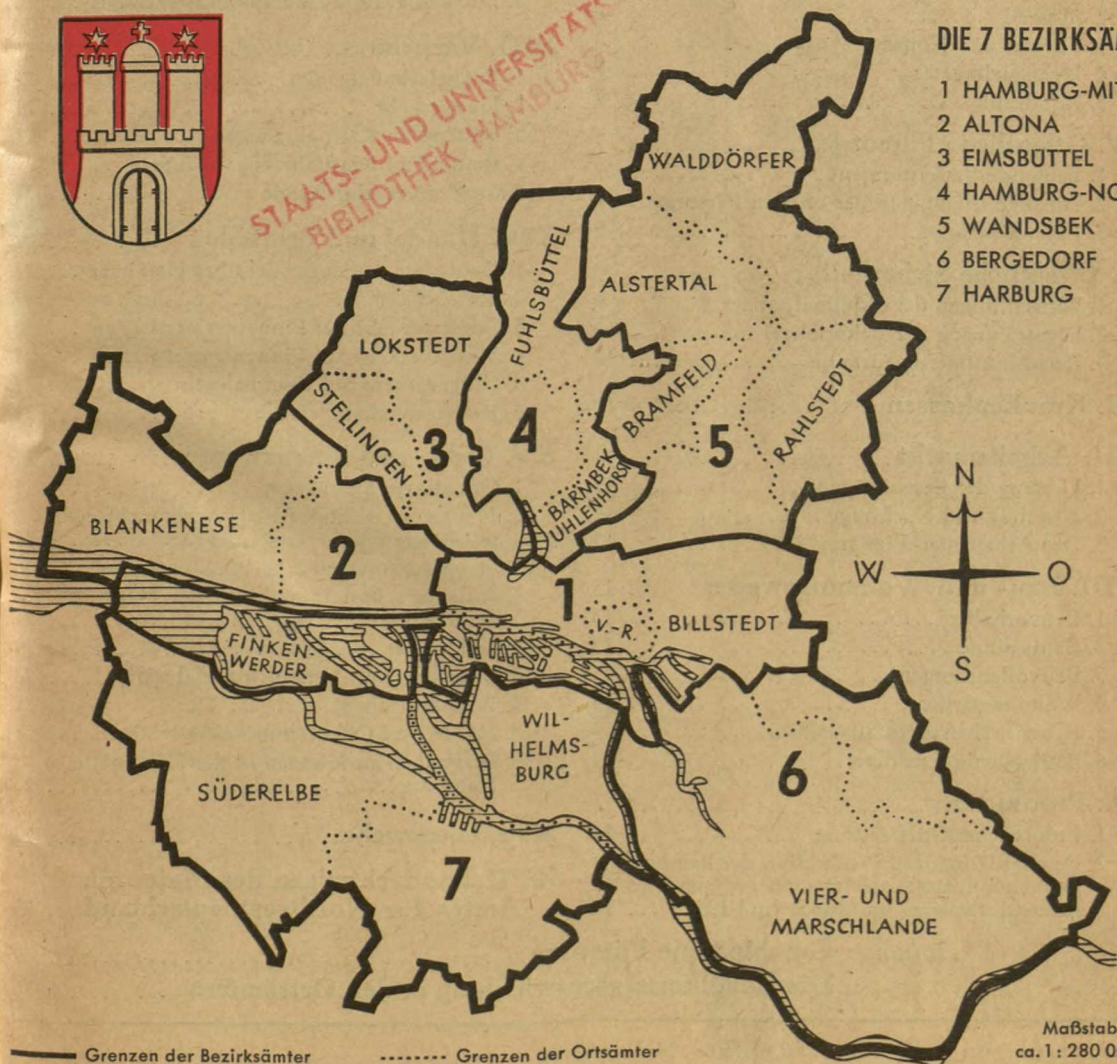 STAATS- UND UNIVERSITÄTS
BIBLIOTHEK HAMBURG
DIE 7 BEZIRKSÄM
1 HAMBURG-MIT
2 ALTONA
3 EIMSBÜTTEL
4 HAMBURG-NO
5 WANDSBEK
6 BERGEDORF
7 HARBURG
WALDDÖRFER
FUHLSBÜTTEL
ALSTERTAL
LOKSTEDT
STELLINGEN
3
4
BRAMFELD
5
RAHLSTEDT
BARMBEK
UHLENHORST
BLANKENESE
2
1
V.-R.
BILLSTEDT
N
W
O
S
FINKEN-
WERDER
WIL-
HELMS-
BURG
SÜDERELBE
6
7
VIER- UND
MARSCHLANDE
Grenzen der Bezirksämter
Grenzen der Ortsämter
Maßstab
ca. 1 : 280 0